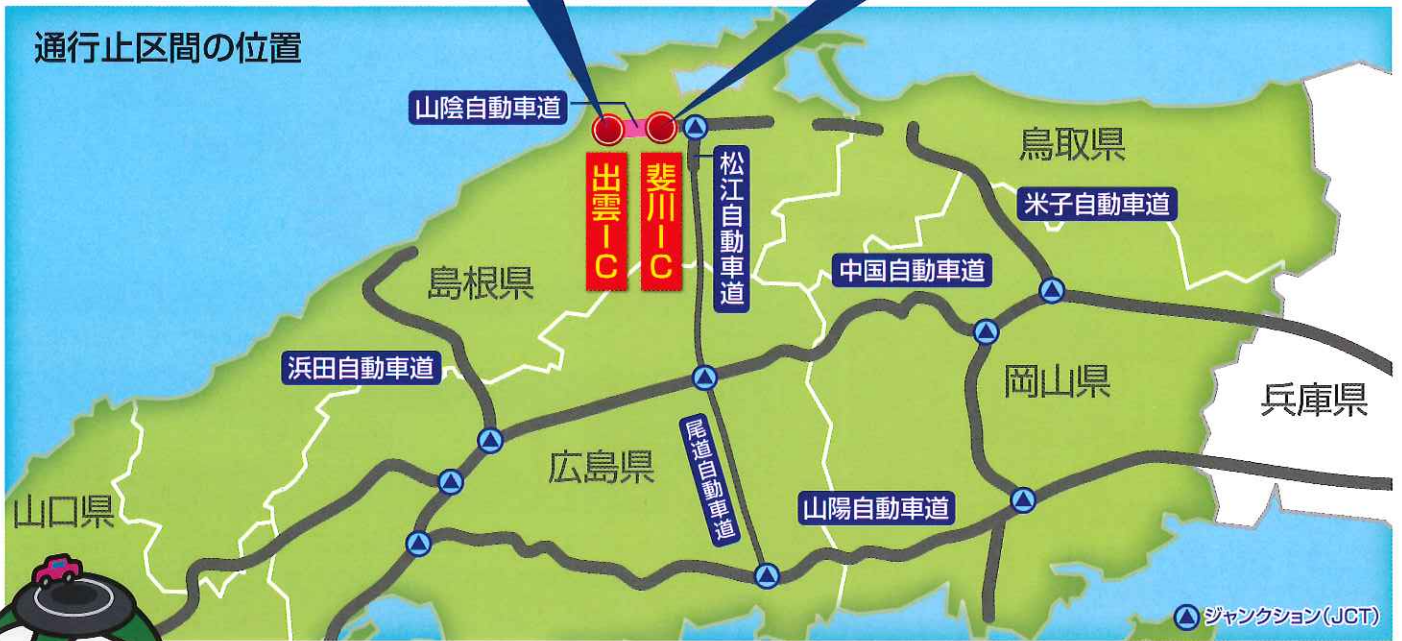 通行止区間の位置
山陰自動車道
出雲IC
斐川IC
松江自動車道
鳥取県
米子自動車道
中国自動車道
島根県
浜田自動車道
岡山県
兵庫県
広島県
尾道自動車道
山陽自動車道
山口県
ジャンクション(JCT)